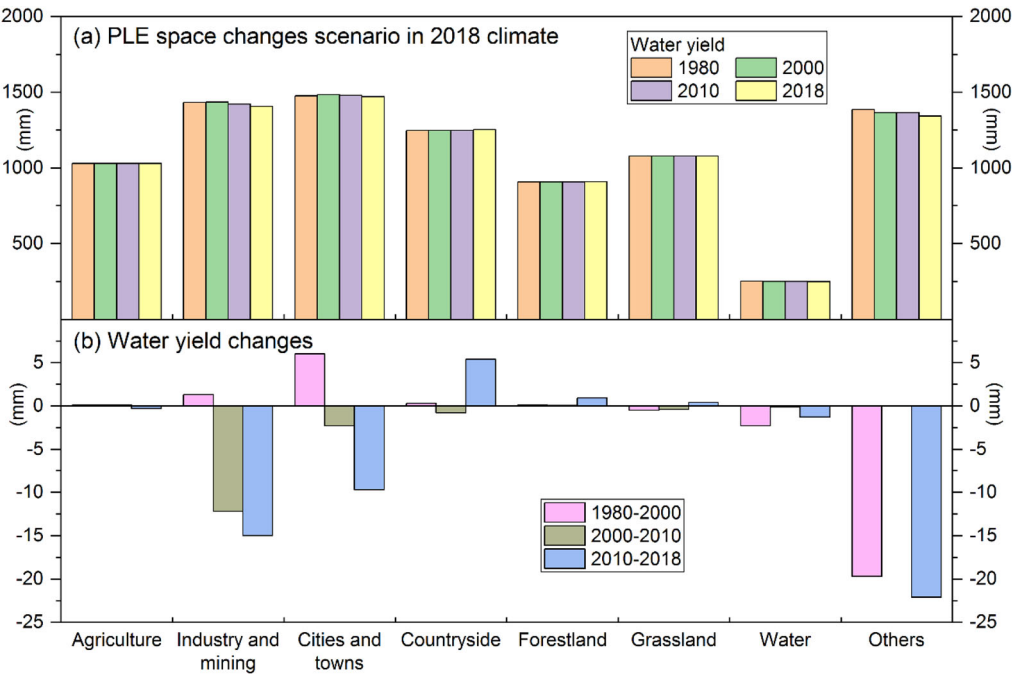 2000
2000
(a) PLE space changes scenario in 2018 climate
Water yield
1980
2000
2010
2018
1500
1500
(mm)
(mm)
1000
1000
500
500
(b) Water yield changes
5
5
(mm)
(mm)
0
0
-5
-5
-10
-10
1980-2000
2000-2010
2010-2018
-15
-15
-20
-20
-25
-25
Agriculture
Industry and
mining
Cities and
towns
Countryside
Forestland
Grassland
Water
Others